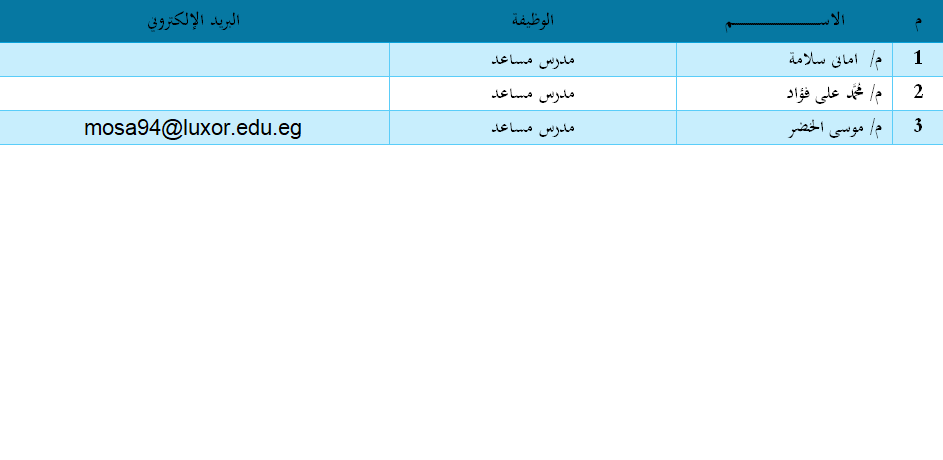 م الاســـــــــــم الوظيفة البريد الإلكتروني
1 م/ امانى سلامة مدرس مساعد
2 م/ محمد على فؤاد مدرس مساعد
3 م/ موسى الخضر مدرس مساعد mosa94@luxor.edu.eg